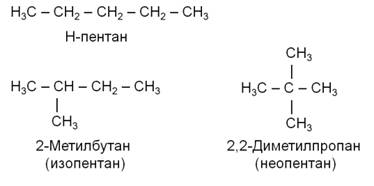 H₃C – CH₂ – CH₂ – CH₂ – CH₃
Н-пентан
CH₃
H₃C – CH – CH₂ – CH₃
H₃C – C – CH₃
CH₃
CH₃
2-Метилбутан
(изопентан)
2,2-Диметилпропан
(неопентан)